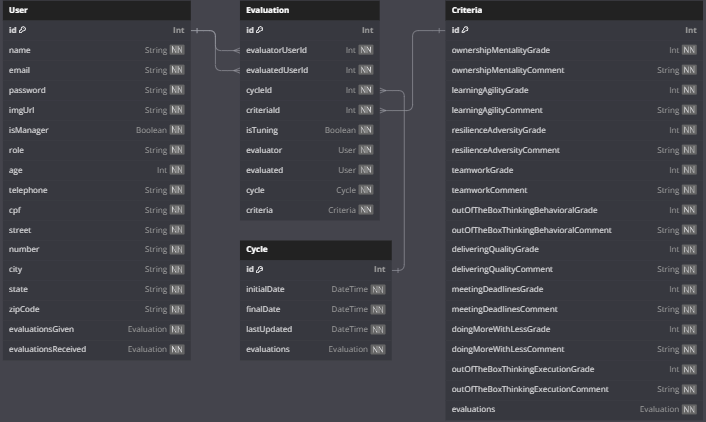 User
id Int
name String NN
email String NN
password String NN
imgUrl String NN
isManager Boolean NN
role String NN
age Int NN
telephone String NN
cpf String NN
street String NN
number String NN
city String NN
state String NN
zipCode String NN
evaluationsGiven Evaluation NN
evaluationsReceived Evaluation NN
Evaluation
id Int
evaluatorUserId Int NN
evaluatedUserId Int NN
cycleId Int NN
criteriaId Int NN
isTuning Boolean NN
evaluator User NN
evaluated User NN
cycle Cycle NN
criteria Criteria NN
Cycle
id Int
initialDate DateTime NN
finalDate DateTime NN
lastUpdated DateTime NN
evaluations Evaluation NN
Criteria
id Int
ownershipMentalityGrade Int NN
ownershipMentalityComment String NN
learningAgilityGrade Int NN
learningAgilityComment String NN
resilienceAdversityGrade Int NN
resilienceAdversityComment String NN
teamworkGrade Int NN
teamworkComment String NN
outOfTheBoxThinkingBehavioralGrade Int NN
outOfTheBoxThinkingBehavioralComment String NN
deliveringQualityGrade Int NN
deliveringQualityComment String NN
meetingDeadlinesGrade Int NN
meetingDeadlinesComment String NN
doingMoreWithLessGrade Int NN
doingMoreWithLessComment String NN
outOfTheBoxThinkingExecutionGrade Int NN
outOfTheBoxThinkingExecutionComment String NN
evaluations Evaluation NN